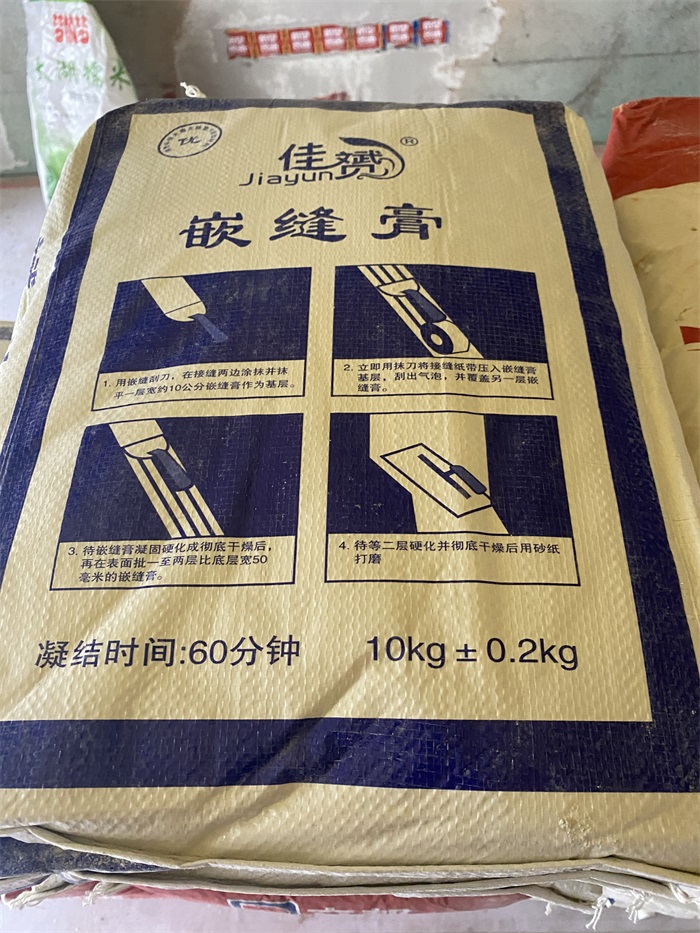 太湖糯米
优
佳赟®
Jiayun
嵌缝膏
1. 用嵌缝刮刀，在接缝两边涂抹并抹
平一层宽约10公分嵌缝膏作为基层。
2. 立即用抹刀将接缝纸带压入嵌缝膏
基层，刮出气泡，并覆盖另一层嵌
缝膏。
3. 待嵌缝膏凝固硬化成彻底干燥后，
再在表面批一至两层比底层宽50
毫米的嵌缝膏。
4. 待等二层硬化并彻底干燥后用砂纸
打磨
凝结时间:60分钟
10kg ± 0.2kg